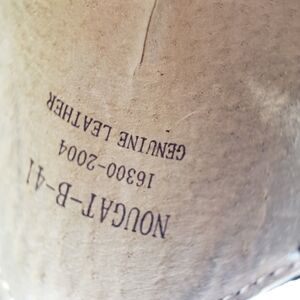 NOUGAT-B-41
16300-2004
GENUINE LEATHER